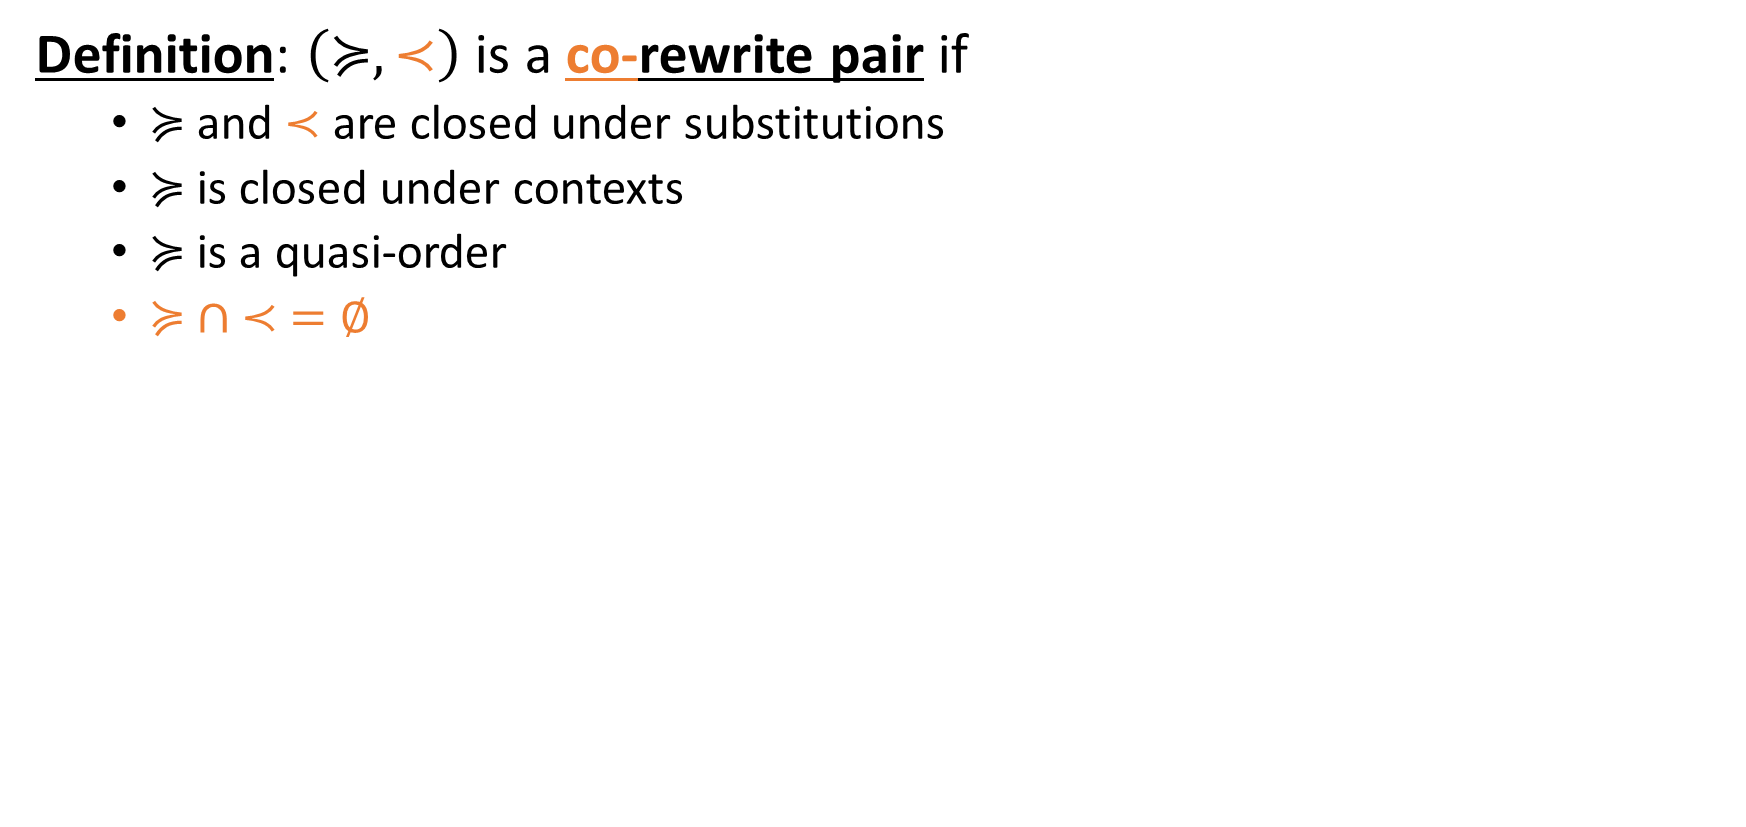 Definition: (≽, ≺) is a co-rewrite pair if
• ≽ and ≺ are closed under substitutions
• ≽ is closed under contexts
• ≽ is a quasi-order
• ≽ ∩ ≺ = ∅